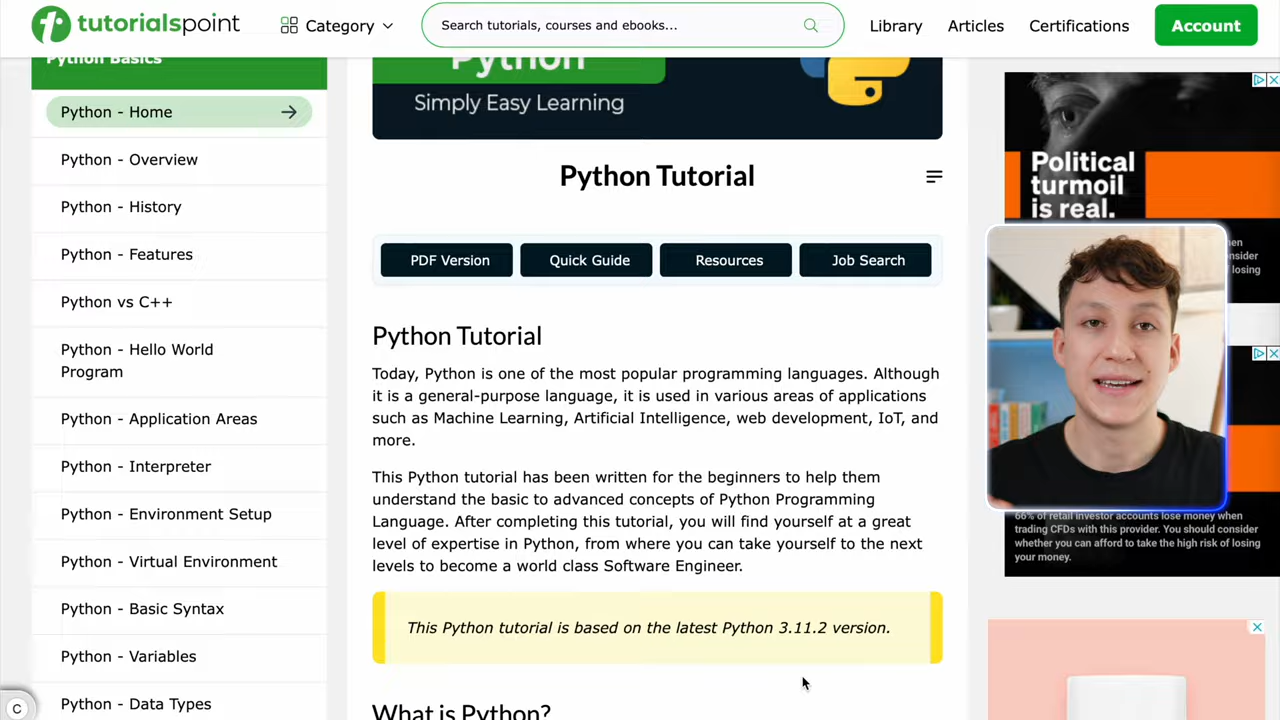 tutorialspoint
Category
Search tutorials, courses and ebooks...
Library
Articles
Certifications
Account
Python Basics
Python - Home
Python - Overview
Python - History
Python - Features
Python vs C++
Python - Hello World
Program
Python - Application Areas
Python - Interpreter
Python - Environment Setup
Python - Virtual Environment
Python - Basic Syntax
Python - Variables
Python - Data Types
C
Python
Simply Easy Learning
Python Tutorial
PDF Version
Quick Guide
Resources
Job Search
Python Tutorial
Today, Python is one of the most popular programming languages. Although
it is a general-purpose language, it is used in various areas of applications
such as Machine Learning, Artificial Intelligence, web development, IoT, and
more.
This Python tutorial has been written for the beginners to help them
understand the basic to advanced concepts of Python Programming
Language. After completing this tutorial, you will find yourself at a great
level of expertise in Python, from where you can take yourself to the next
levels to become a world class Software Engineer.
This Python tutorial is based on the latest Python 3.11.2 version.
What is Python?
Political
turmoil
is real.
losing
66% of retail investor accounts lose money when
trading CFDs with this provider. You should consider
whether you can afford to take the high risk of losing
your money.